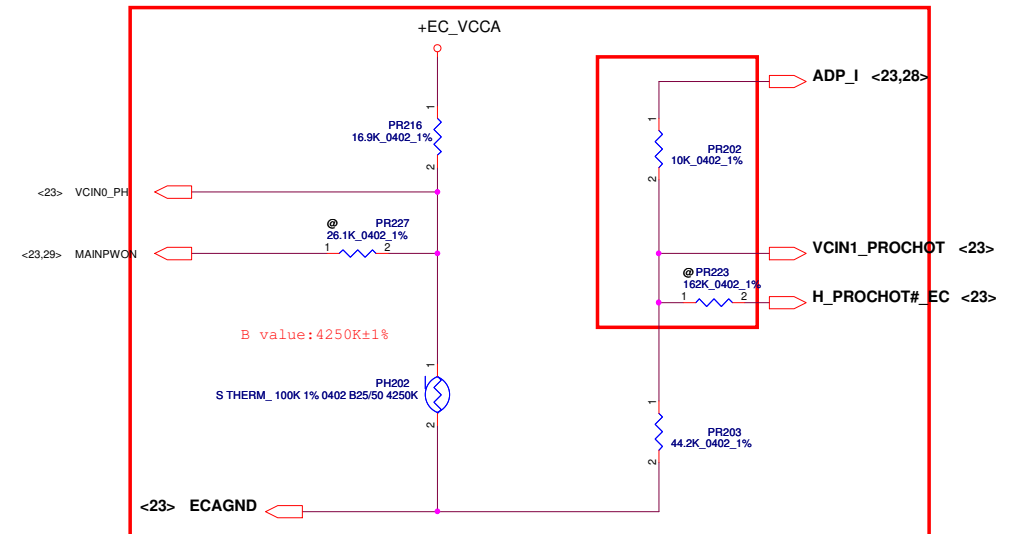 +EC_VCCA
ADP_I <23,28>
1
1
PR216
16.9K_0402_1%
PR202
10K_0402_1%
2
2
<23> VCIN0_PH
@ PR227
26.1K_0402_1%
1 2
<23,29> MAINPWON
VCIN1_PROCHOT <23>
@ PR223
162K_0402_1%
1 2
H_PROCHOT#_EC <23>
B value:4250K±1%
1
PH202
S THERM_ 100K 1% 0402 B25/50 4250K
2
1
PR203
44.2K_0402_1%
2
<23> ECAGND